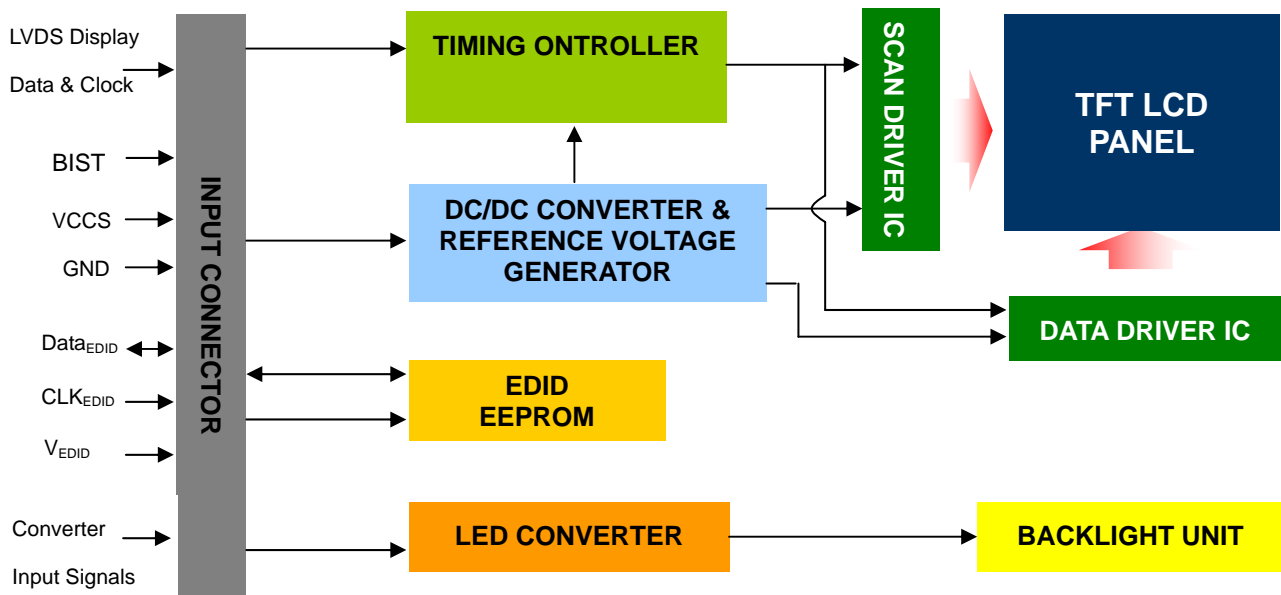 LVDS Display
Data & Clock
BIST
VCCS
GND
DataEDID
CLKEDID
VEDID
Converter
Input Signals
INPUT CONNECTOR
TIMING ONTROLLER
DC/DC CONVERTER &
REFERENCE VOLTAGE
GENERATOR
EDID
EEPROM
LED CONVERTER
SCAN DRIVER IC
TFT LCD
PANEL
DATA DRIVER IC
BACKLIGHT UNIT